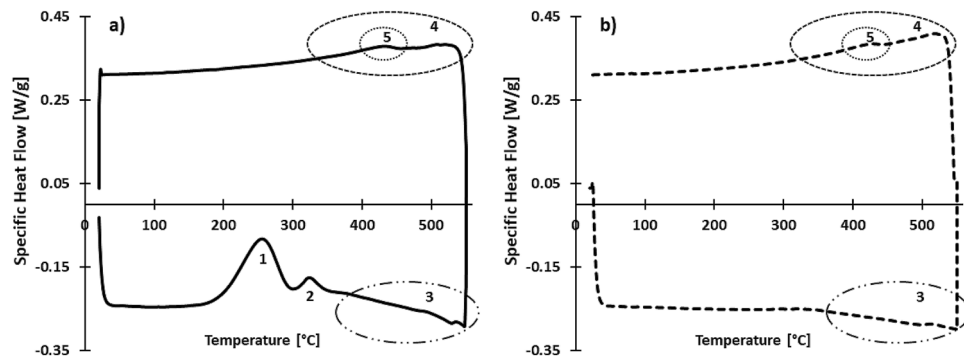 a)
Specific Heat Flow [W/g]
0.45
0.25
0.05
-0.15
-0.35
0 100 200 300 400 500
Temperature [°C]
1
2
3
4
5
b)
Specific Heat Flow [W/g]
0.45
0.25
0.05
-0.15
-0.35
0 100 200 300 400 500
Temperature [°C]
3
4
5